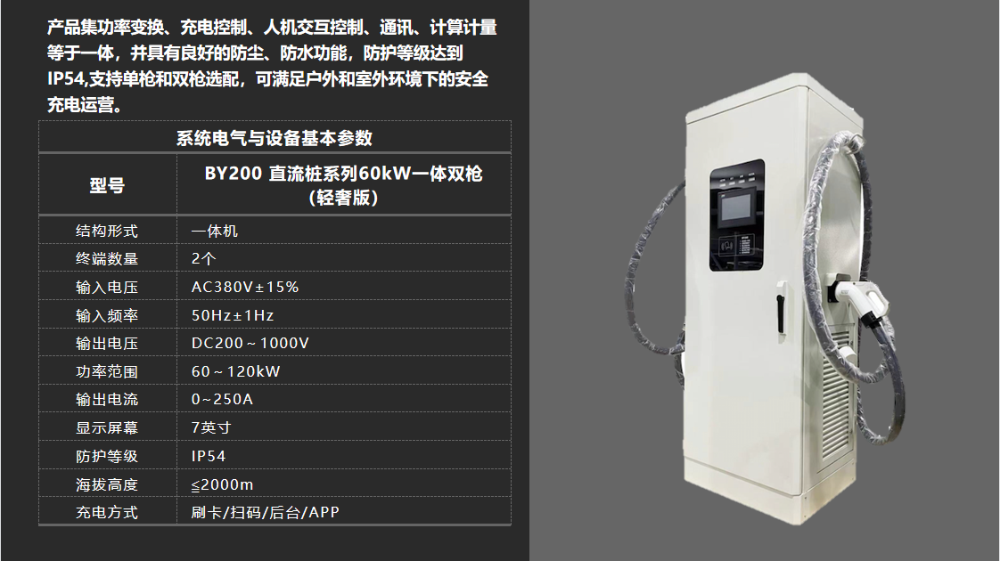 产品集功率变换、充电控制、人机交互控制、通讯、计算计量
等于一体，并具有良好的防尘、防水功能，防护等级达到
IP54,支持单枪和双枪选配，可满足户外和室外环境下的安全
充电运营。
系统电气与设备基本参数
型号 BY200 直流桩系列60kW一体双枪
（轻奢版）
结构形式 一体机
终端数量 2个
输入电压 AC380V±15%
输入频率 50Hz±1Hz
输出电压 DC200～1000V
功率范围 60～120kW
输出电流 0~250A
显示屏幕 7英寸
防护等级 IP54
海拔高度 ≦2000m
充电方式 刷卡/扫码/后台/APP